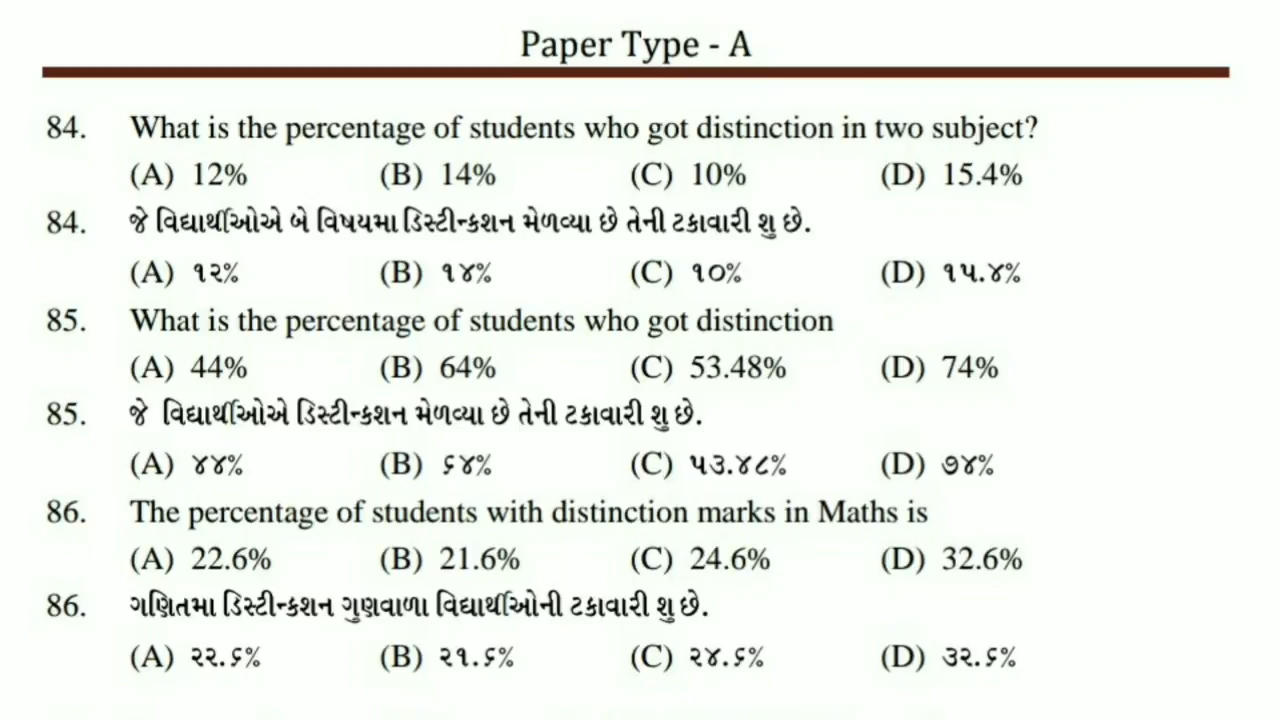 Paper Type - A
84. What is the percentage of students who got distinction in two subject?
(A) 12% (B) 14% (C) 10% (D) 15.4%
84. જે વિદ્યાર્થીઓએ બે વિષયમા ડિસ્ટીન્કશન મેળવ્યા છે તેની ટકાવારી શુ છે.
(A) ૧૨% (B) ૧૪% (C) ૧૦% (D) ૧૫.૪%
85. What is the percentage of students who got distinction
(A) 44% (B) 64% (C) 53.48% (D) 74%
85. જે વિદ્યાર્થીઓએ ડિસ્ટીન્કશન મેળવ્યા છે તેની ટકાવારી શુ છે.
(A) ૪૪% (B) ૬૪% (C) ૫૩.૪૮% (D) ૭૪%
86. The percentage of students with distinction marks in Maths is
(A) 22.6% (B) 21.6% (C) 24.6% (D) 32.6%
86. ગણિતમા ડિસ્ટીન્કશન ગુણવાળા વિદ્યાર્થીઓની ટકાવારી શુ છે.
(A) ૨૨.૬% (B) ૨૧.૬% (C) ૨૪.૬% (D) ૩૨.૬%